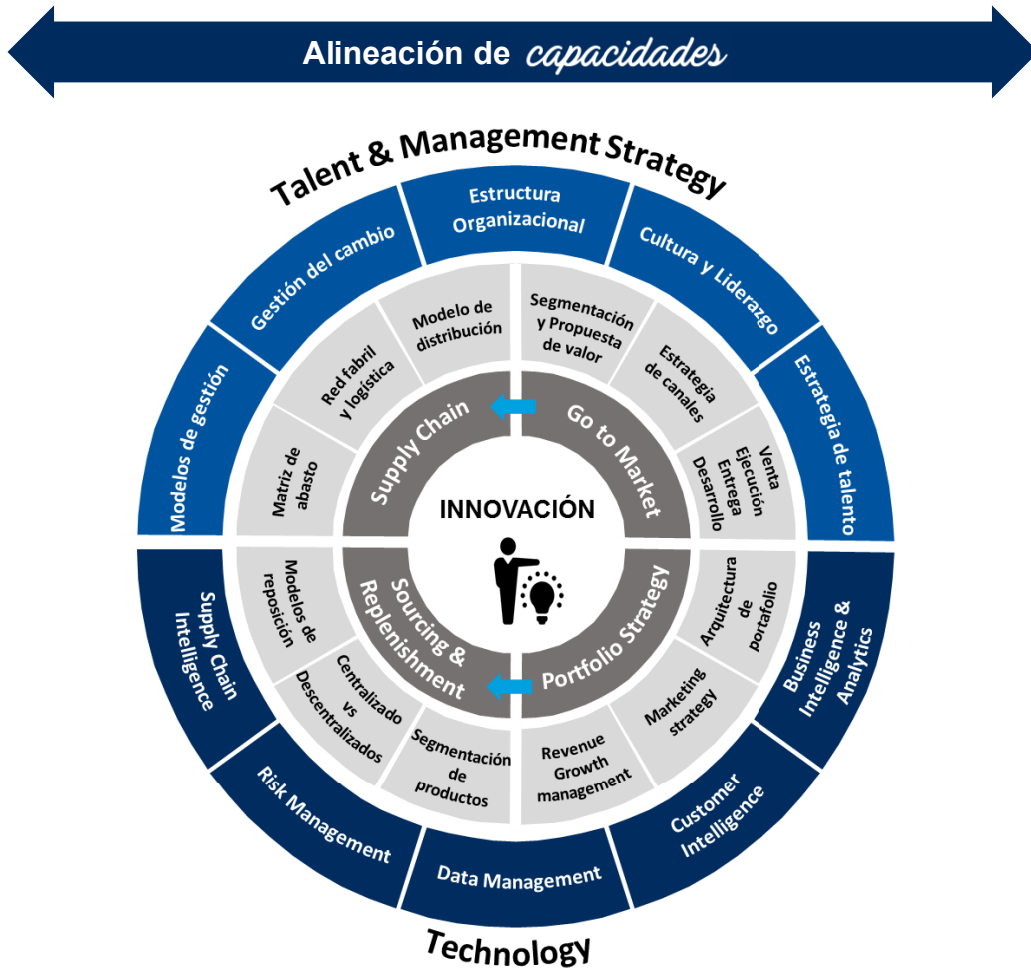 Alineación de capacidades
Talent & Management Strategy
Modelos de gestión
Gestión del cambio
Estructura
Organizacional
Cultura y Liderazgo
Estrategia de talento
Matriz de
abasto
Red fabril
y logística
Modelo de
distribución
Segmentación
y Propuesta
de valor
Estrategia
de canales
Venta
Ejecución
Entrega
Desarrollo
Supply Chain
Go to Market
INNOVACIÓN
Sourcing &
Replenishment
Portfolio Strategy
Modelos de
reposición
Centralizado
vs
Descentralizados
Segmentación
de
productos
Revenue
Growth
management
Marketing
strategy
Arquitectura
de
portafolio
Supply Chain
Intelligence
Risk Management
Data Management
Customer
Intelligence
Business
Intelligence &
Analytics
Technology